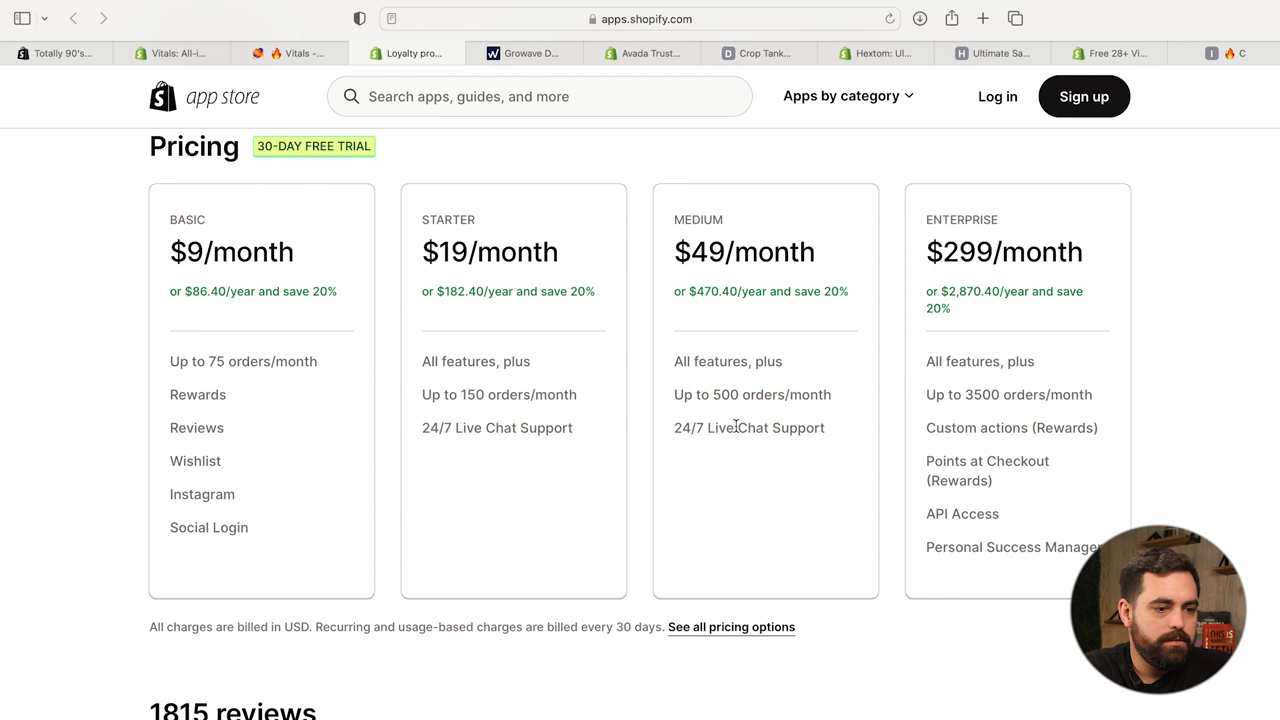 apps.shopify.com
Totally 90's...
Vitals: All-i...
Vitals -...
Loyalty pro...
Growave D...
Avada Trust...
Crop Tank...
Hextom: Ul...
Ultimate Sa...
Free 28+ Vi...
C
app store
Search apps, guides, and more
Apps by category
Log in
Sign up
Pricing
30-DAY FREE TRIAL
BASIC
$9/month
or $86.40/year and save 20%
Up to 75 orders/month
Rewards
Reviews
Wishlist
Instagram
Social Login
STARTER
$19/month
or $182.40/year and save 20%
All features, plus
Up to 150 orders/month
24/7 Live Chat Support
MEDIUM
$49/month
or $470.40/year and save 20%
All features, plus
Up to 500 orders/month
24/7 Live Chat Support
ENTERPRISE
$299/month
or $2,870.40/year and save
20%
All features, plus
Up to 3500 orders/month
Custom actions (Rewards)
Points at Checkout
(Rewards)
API Access
Personal Success Manager
All charges are billed in USD. Recurring and usage-based charges are billed every 30 days. See all pricing options
1815 reviews